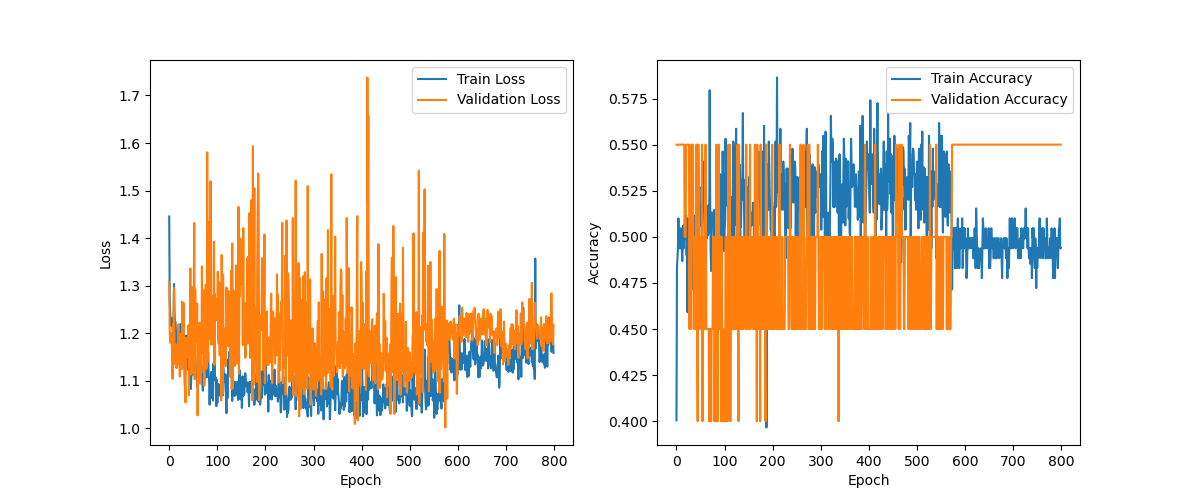 Train Loss
Validation Loss
Loss
1.7
1.6
1.5
1.4
1.3
1.2
1.1
1.0
0 100 200 300 400 500 600 700 800
Epoch
Train Accuracy
Validation Accuracy
Accuracy
0.575
0.550
0.525
0.500
0.475
0.450
0.425
0.400
0 100 200 300 400 500 600 700 800
Epoch